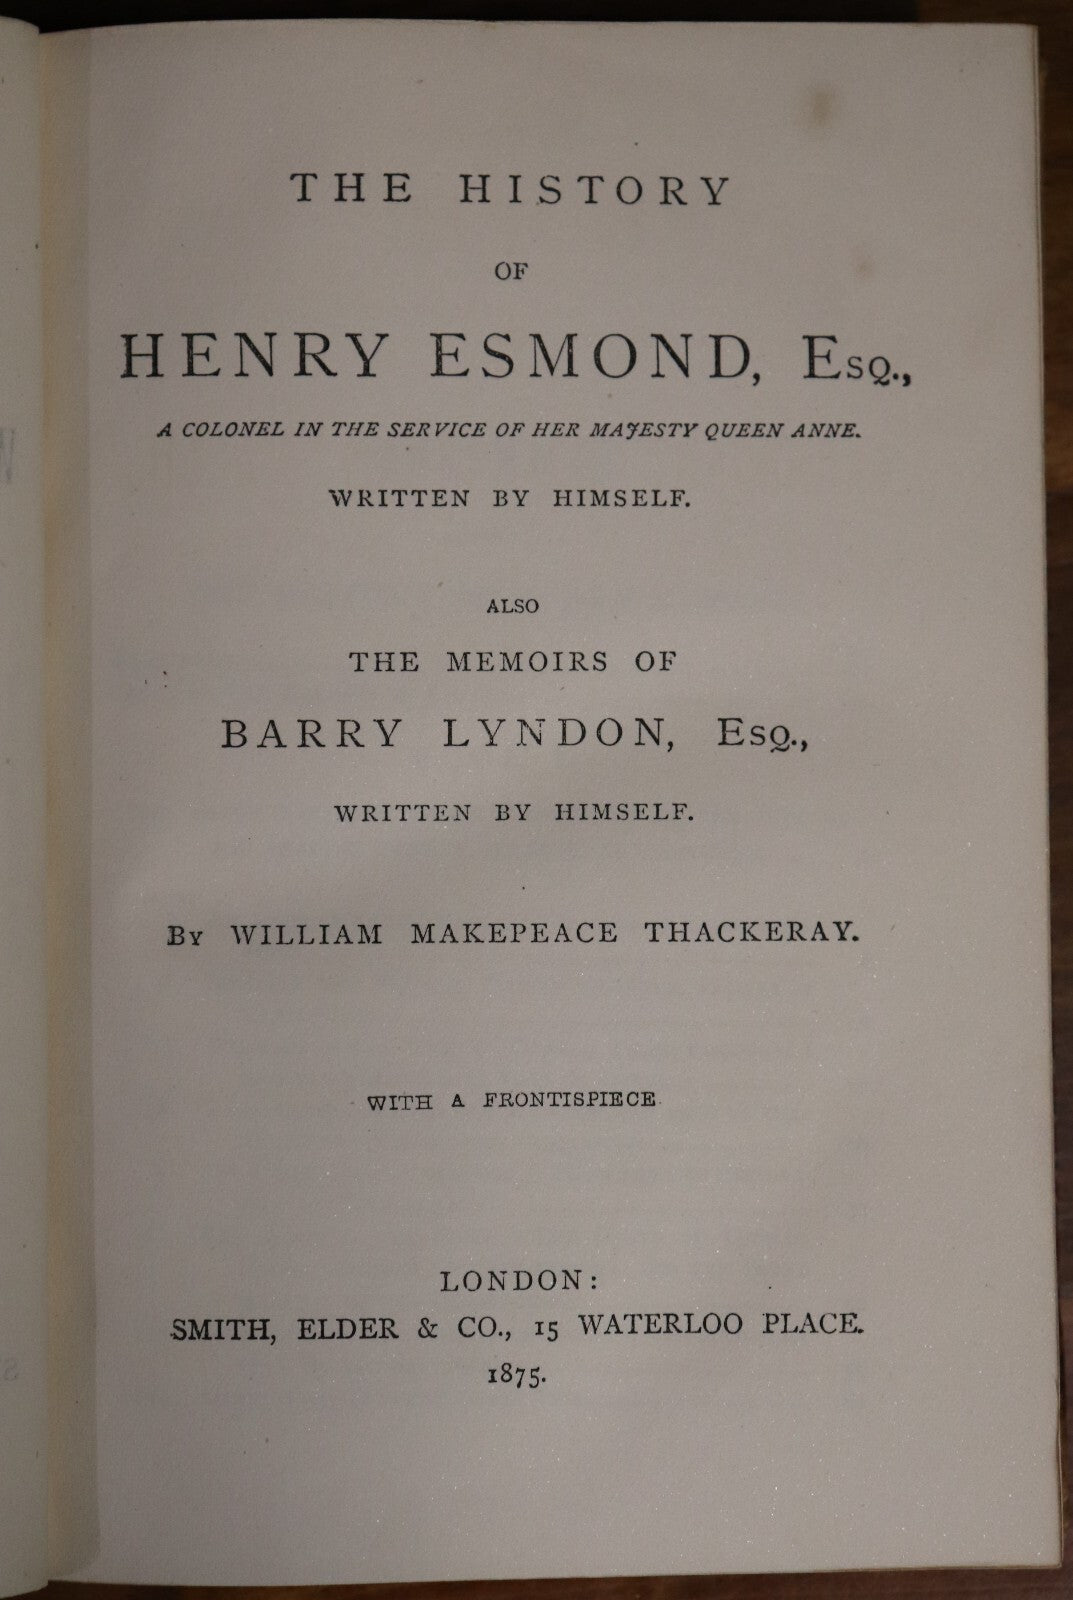 THE HISTORY
OF
HENRY ESMOND, Esq.,
A COLONEL IN THE SERVICE OF HER MAJESTY QUEEN ANNE.
WRITTEN BY HIMSELF.
ALSO
THE MEMOIRS OF
BARRY LYNDON, Esq.,
WRITTEN BY HIMSELF.
By WILLIAM MAKEPEACE THACKERAY.
WITH A FRONTISPIECE
LONDON:
SMITH, ELDER & CO., 15 WATERLOO PLACE.
1875.